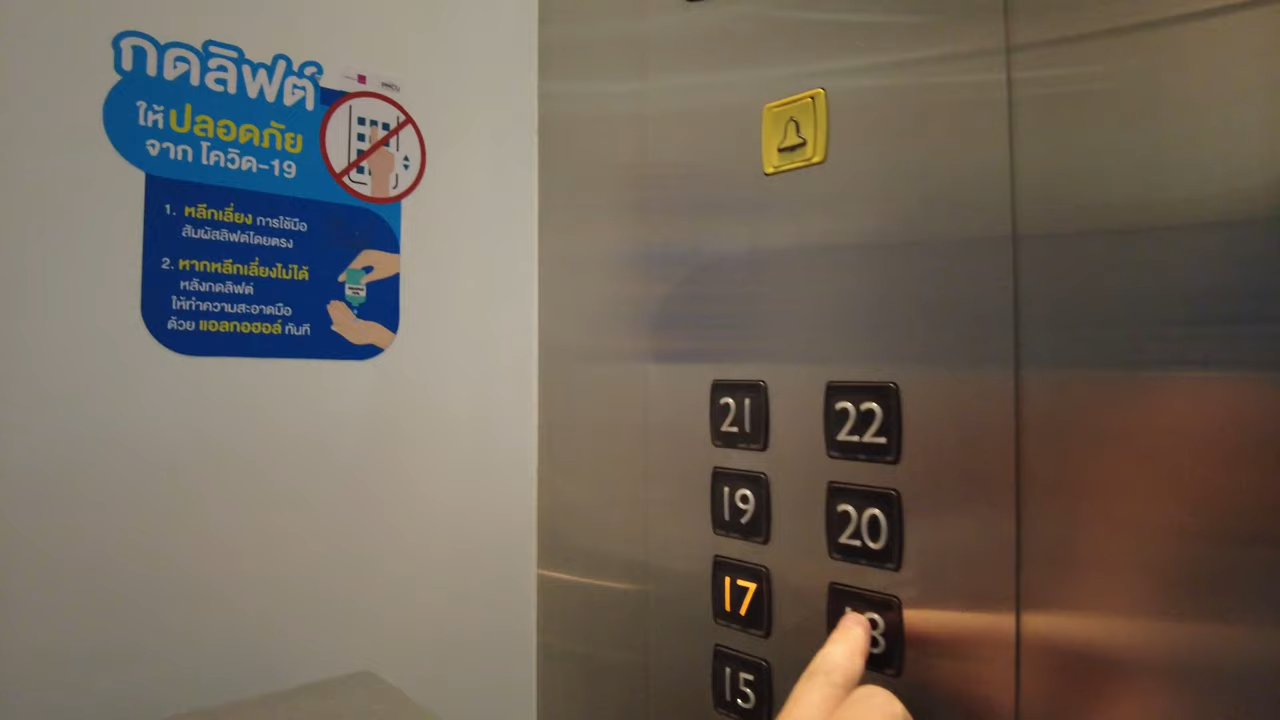 กดลิฟต์
ให้ปลอดภัย
จาก โควิด-19
1. หลีกเลี่ยง การใช้มือ
สัมผัสลิฟต์โดยตรง
2. หากหลีกเลี่ยงไม่ได้
หลังกดลิฟต์
ให้ทำความสะอาดมือ
ด้วย แอลกอฮอล์ ทันที
21 22
19 20
17
15